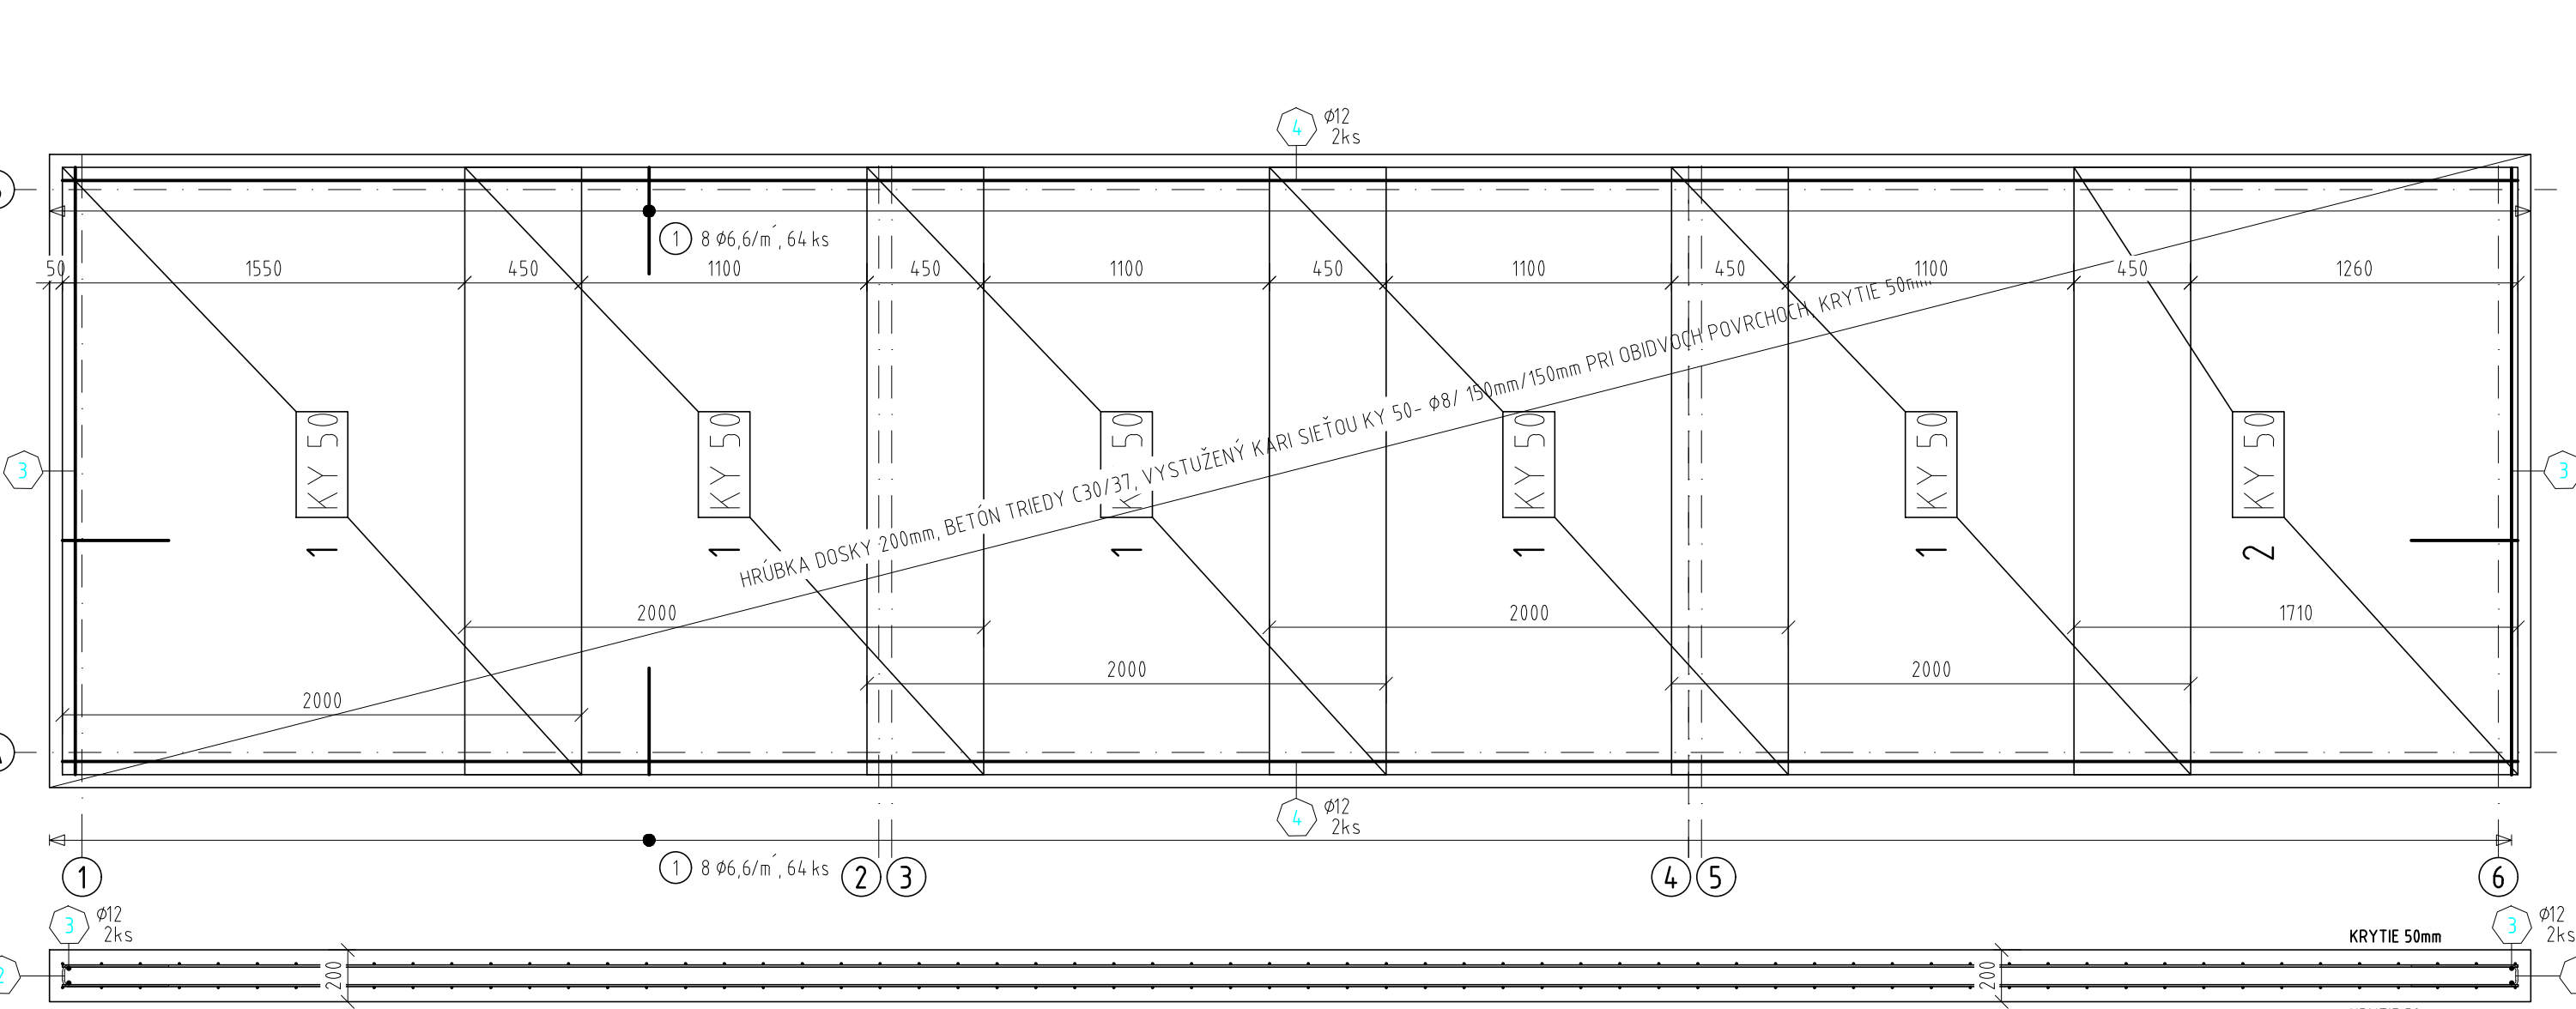 4
Ø12
2ks
1
8 Ø6,6/m´, 64 ks
50
1550
450
1100
450
1100
450
1100
450
1100
450
1260
HRÚBKA DOSKY 200mm, BETÓN TRIEDY C30/37, VYSTUŽENÝ KARI SIEŤOU KY 50- Ø8/ 150mm/150mm PRI OBIDVOCH POVRCHOCH, KRYTIE 50mm
3
KY 50
KY 50
KY 50
KY 50
KY 50
KY 50
3
1
1
1
1
1
2
2000
2000
1710
2000
2000
2000
4
Ø12
2ks
1
8 Ø6,6/m´, 64 ks
1
2
3
4
5
6
3
Ø12
2ks
3
Ø12
2ks
KRYTIE 50mm
2
200
200